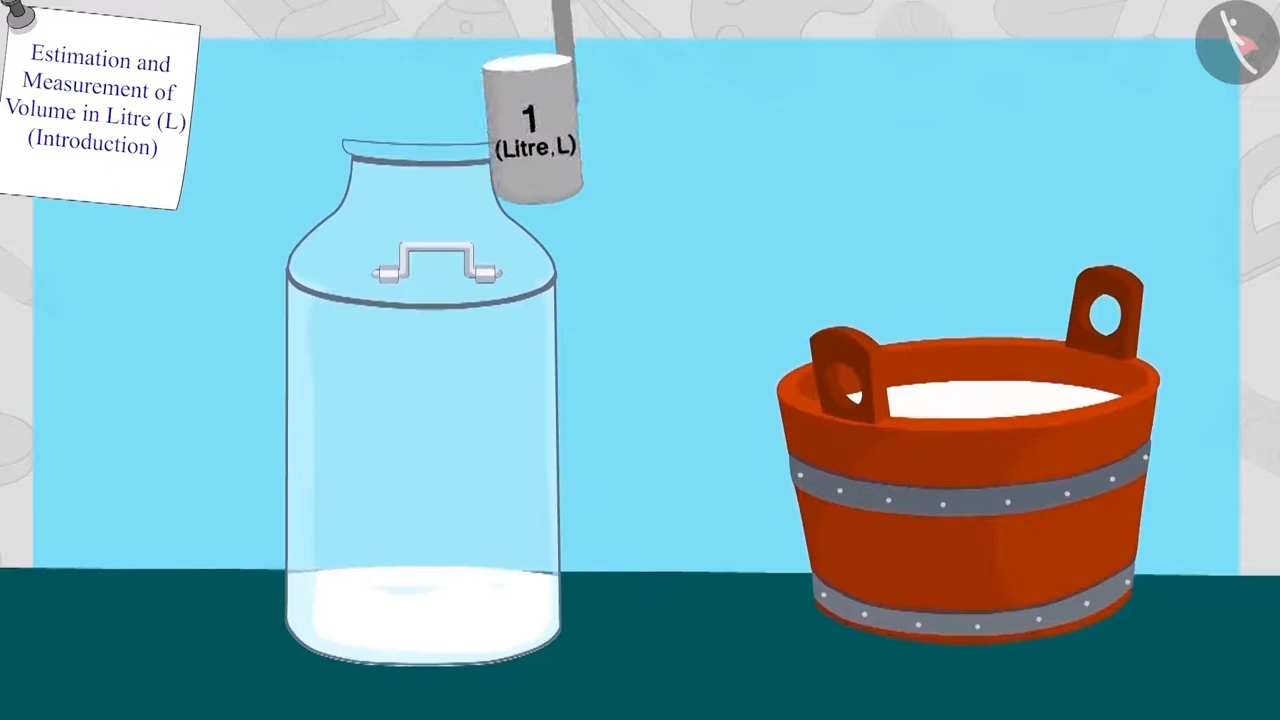 Estimation and
Measurement of
Volume in Litre (L)
(Introduction)
1
(Litre,L)